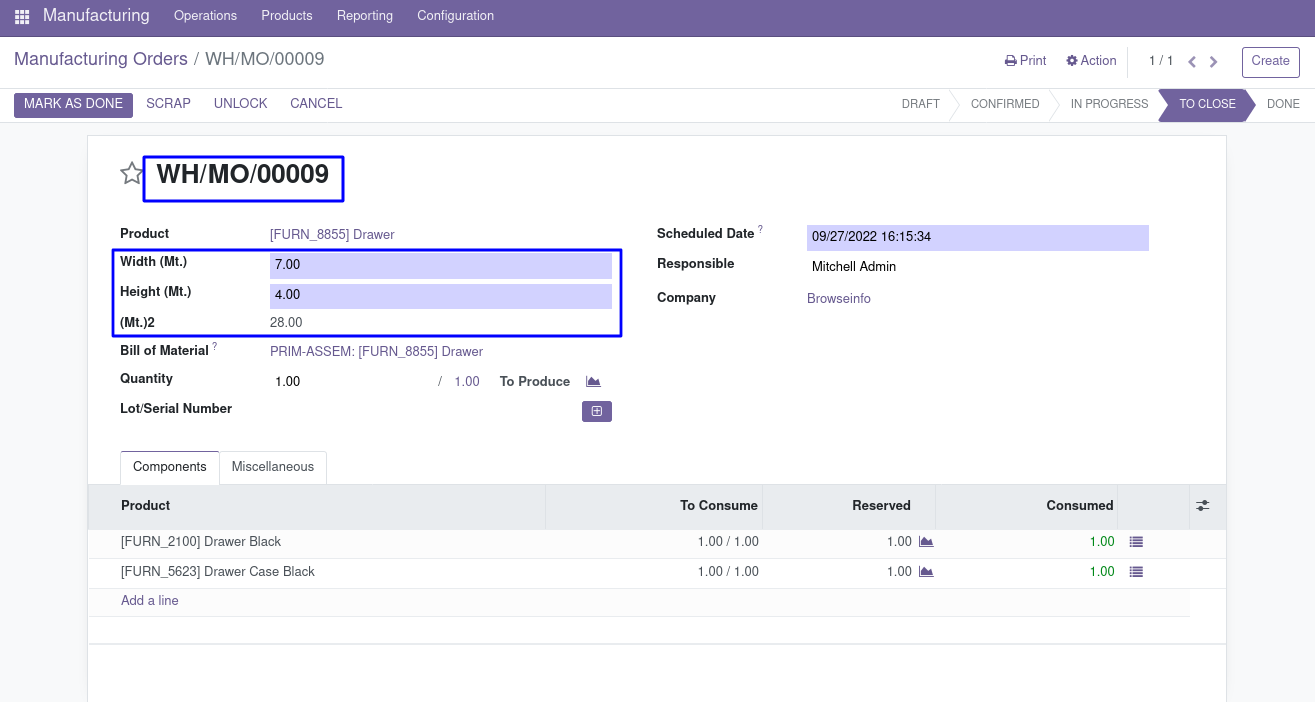 Manufacturing Operations Products Reporting Configuration
Manufacturing Orders / WH/MO/00009 Print Action 1 / 1 Create
MARK AS DONE SCRAP UNLOCK CANCEL DRAFT CONFIRMED IN PROGRESS TO CLOSE DONE
WH/MO/00009
Product [FURN_8855] Drawer Scheduled Date ? 09/27/2022 16:15:34
Width (Mt.) 7.00 Responsible Mitchell Admin
Height (Mt.) 4.00 Company Browseinfo
(Mt.)2 28.00
Bill of Material ? PRIM-ASSEM: [FURN_8855] Drawer
Quantity 1.00 / 1.00 To Produce
Lot/Serial Number
Components Miscellaneous
Product To Consume Reserved Consumed
[FURN_2100] Drawer Black 1.00 / 1.00 1.00 1.00
[FURN_5623] Drawer Case Black 1.00 / 1.00 1.00 1.00
Add a line